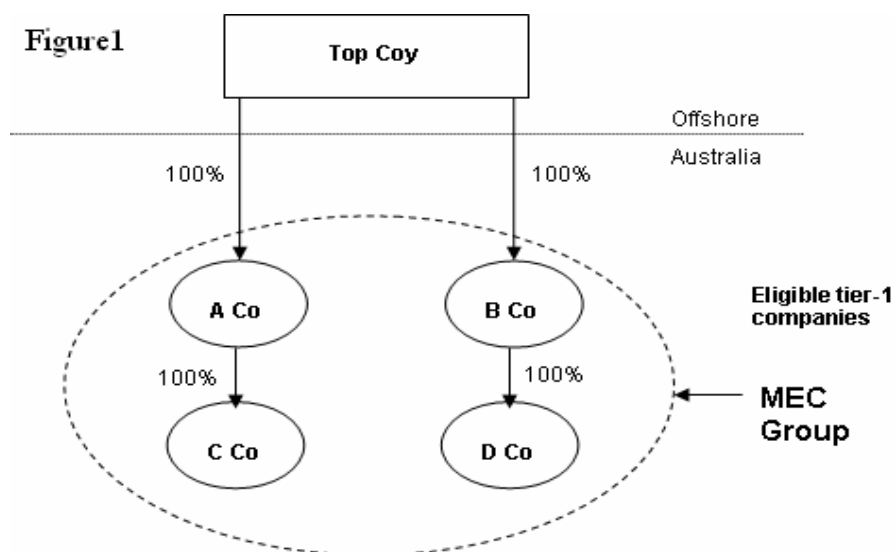 Figure1
Top Coy
Offshore
Australia
100%
100%
A Co
B Co
Eligible tier-1
companies
100%
100%
MEC
Group
C Co
D Co